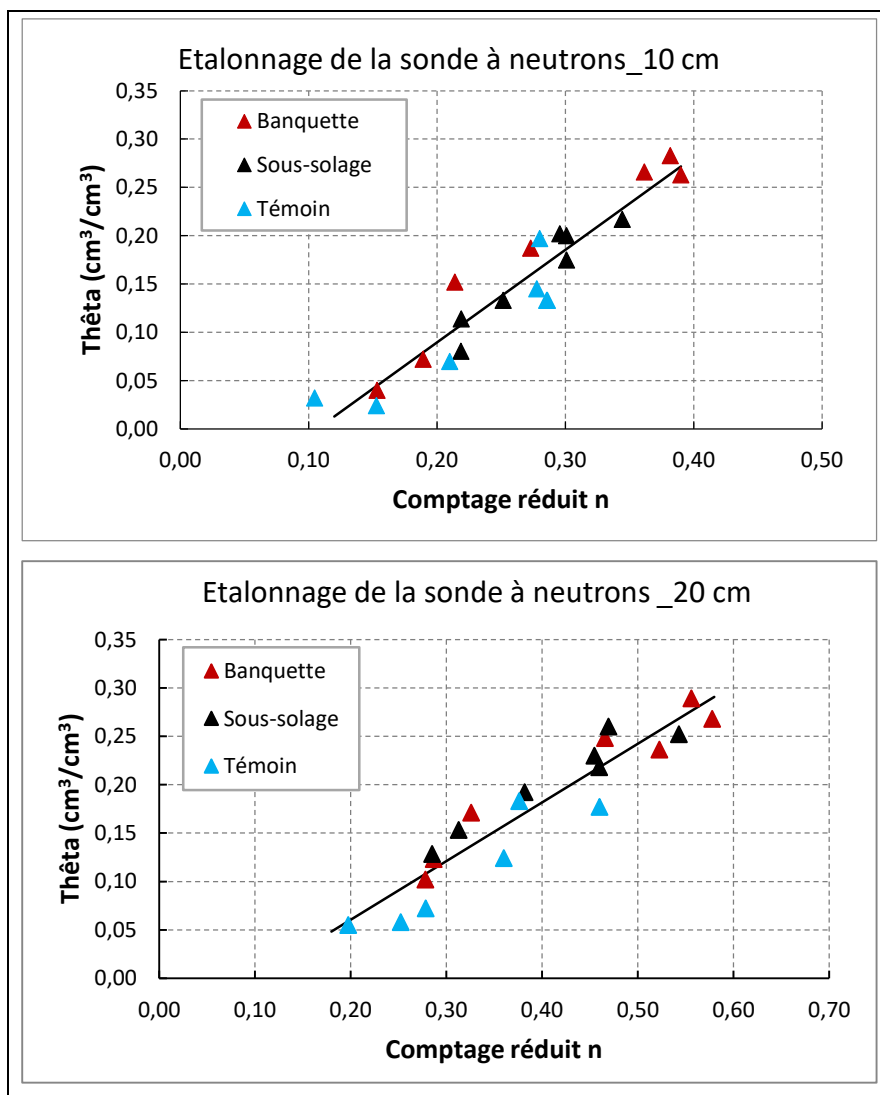 Etalonnage de la sonde à neutrons_10 cm
0,35
0,30
0,25
0,20
0,15
0,10
0,05
0,00
Thêta (cm³/cm³)
Banquette
Sous-solage
Témoin
0,00 0,10 0,20 0,30 0,40 0,50
Comptage réduit n
Etalonnage de la sonde à neutrons _20 cm
0,35
0,30
0,25
0,20
0,15
0,10
0,05
0,00
Thêta (cm³/cm³)
Banquette
Sous-solage
Témoin
0,00 0,10 0,20 0,30 0,40 0,50 0,60 0,70
Comptage réduit n